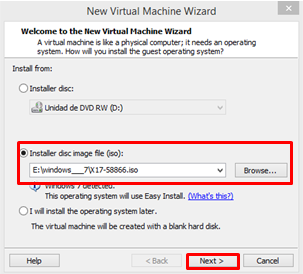 New Virtual Machine Wizard
Welcome to the New Virtual Machine Wizard
A virtual machine is like a physical computer; it needs an operating
system. How will you install the guest operating system?
Install from:
Installer disc:
Unidad de DVD RW (D:)
Installer disc image file (iso):
E:\windows___7\X17-58866.iso
Browse...
Windows 7 detected.
This operating system will use Easy Install. (What's this?)
I will install the operating system later.
The virtual machine will be created with a blank hard disk.
Help
< Back
Next >
Cancel